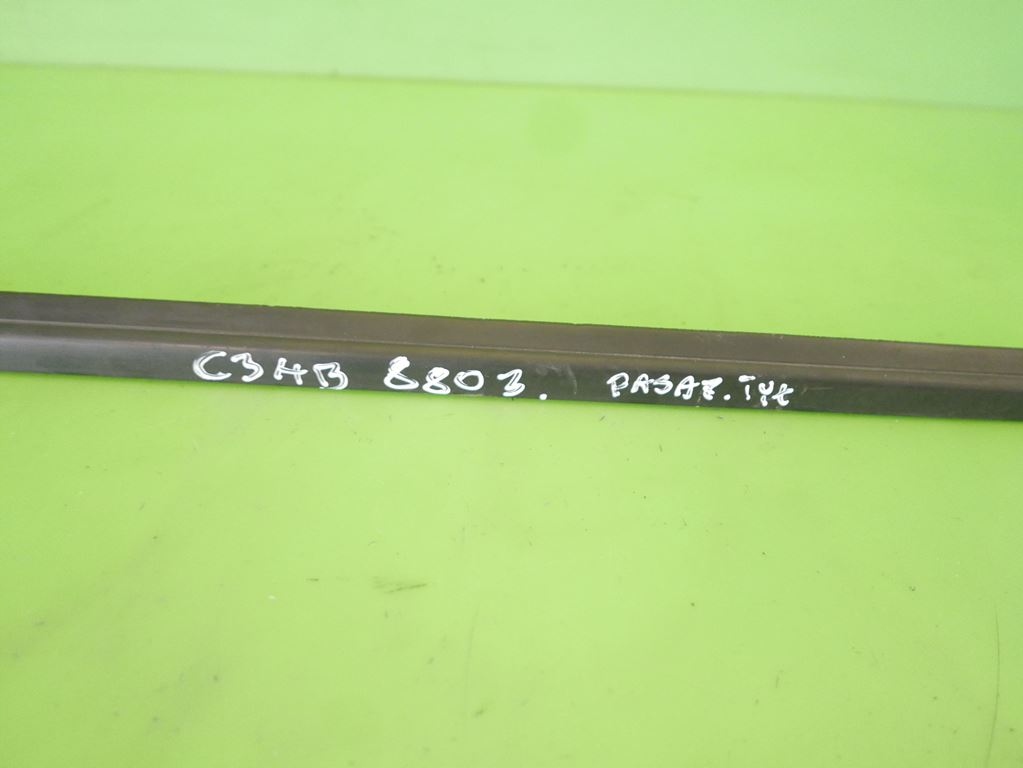 C3HB 8803. PASAŻ. TYŁ